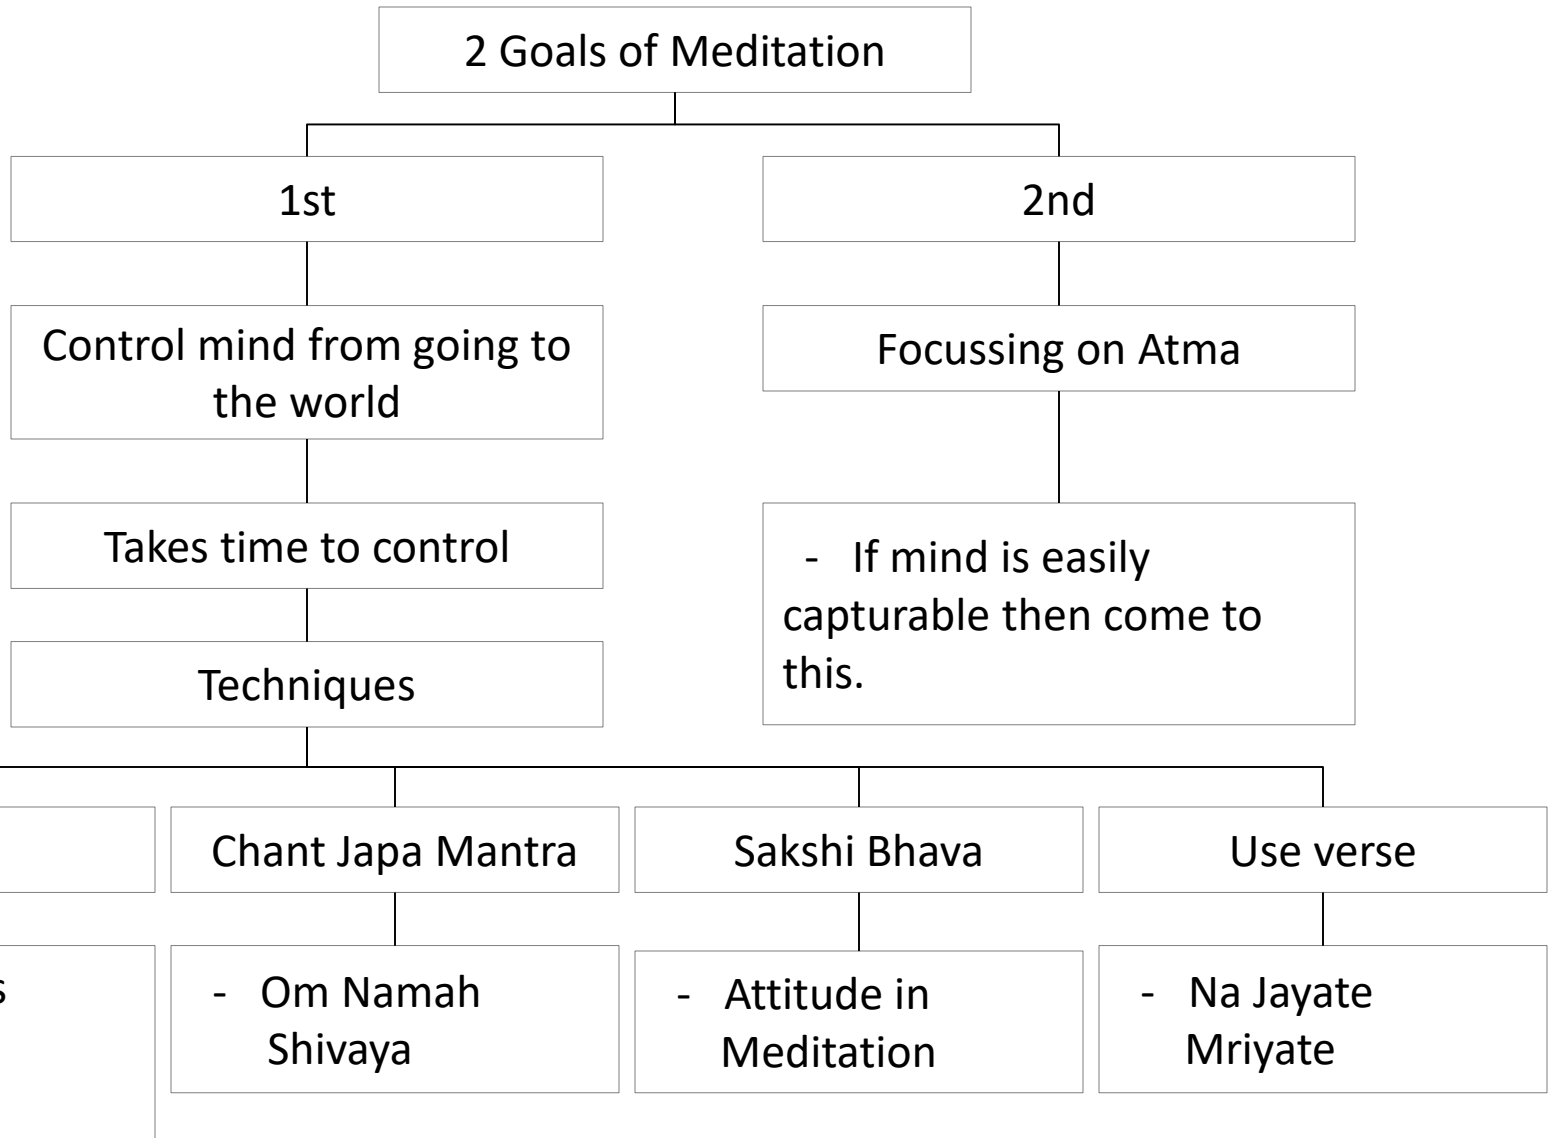 2 Goals of Meditation
1st
2nd
Control mind from going to
the world
Focussing on Atma
Takes time to control
- If mind is easily
capturable then come to
this.
Techniques
Chant Japa Mantra
Sakshi Bhava
Use verse
- Om Namah
Shivaya
- Attitude in
Meditation
- Na Jayate
Mriyate